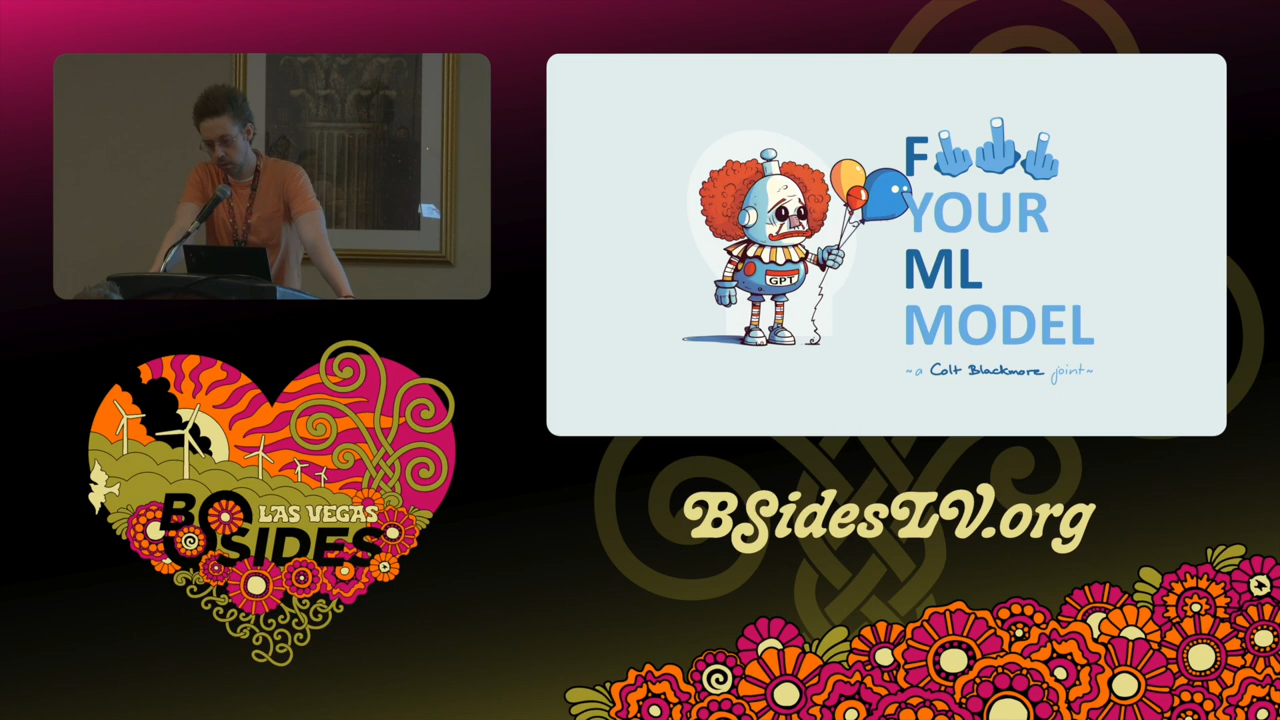 F
YOUR
ML
MODEL
~a Colt Blackmore joint~
GPT
BSIDES
LAS VEGAS
BSidesLV.org